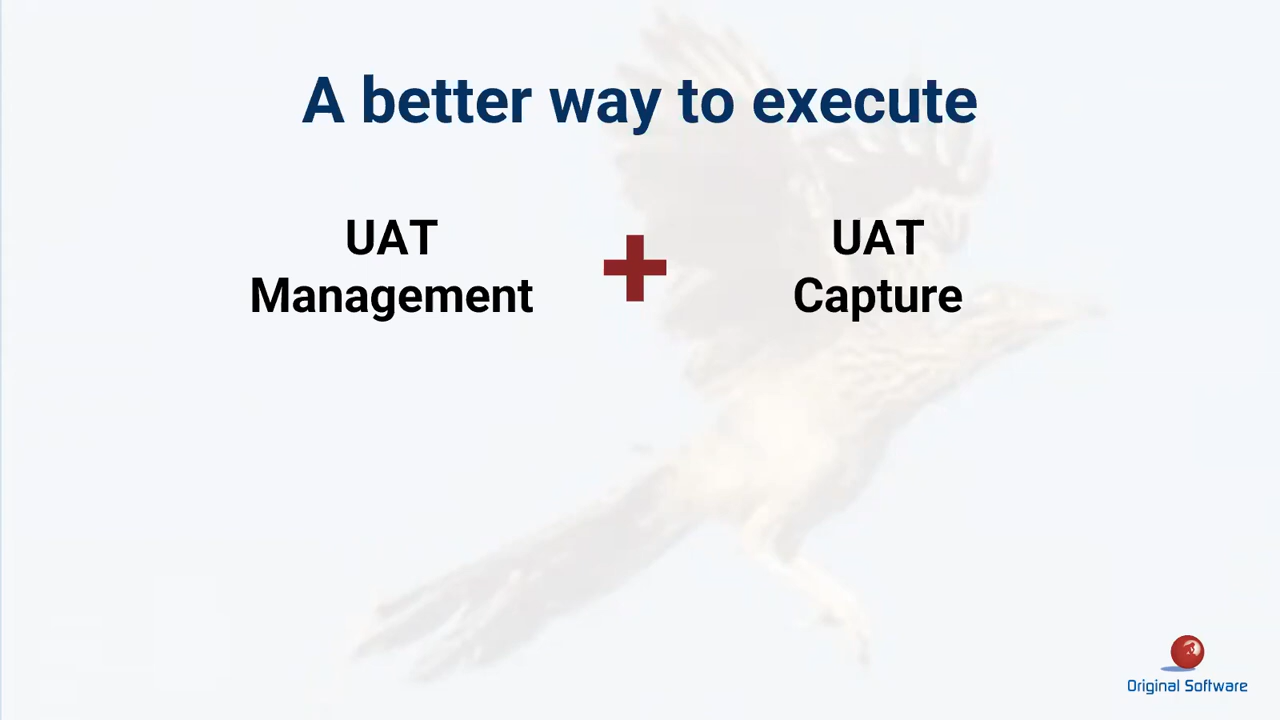 A better way to execute
UAT
Management
+
UAT
Capture
Original Software